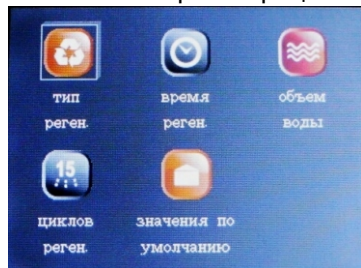 тип
реген.
время
реген.
объем
воды
15
циклов
реген.
значения по
умолчанию